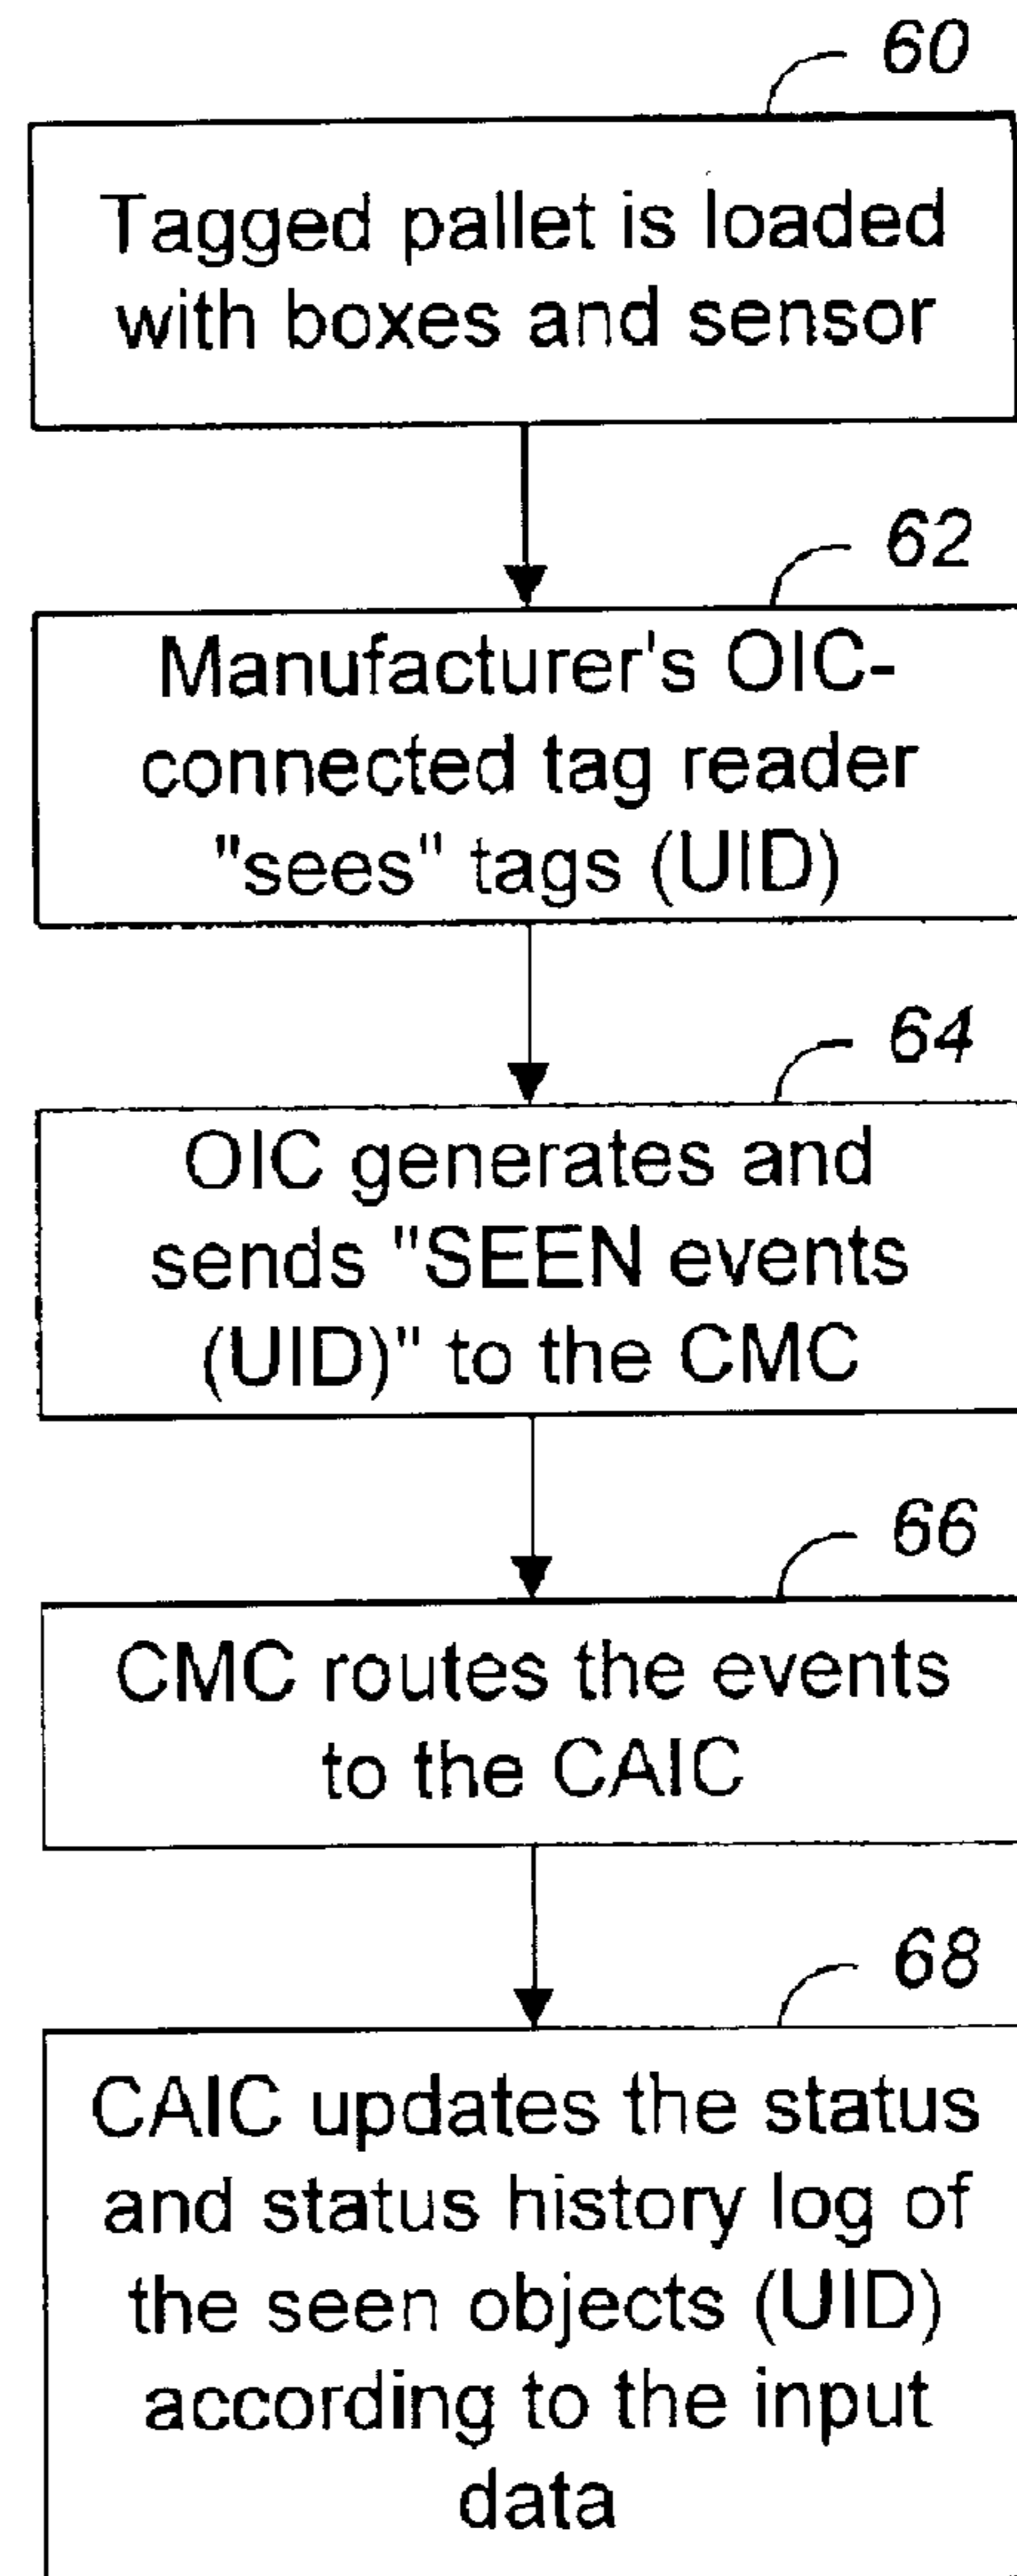 60
Tagged pallet is loaded
with boxes and sensor
62
Manufacturer's OIC-
connected tag reader
"sees" tags (UID)
64
OIC generates and
sends "SEEN events
(UID)" to the CMC
66
CMC routes the events
to the CAIC
68
CAIC updates the status
and status history log of
the seen objects (UID)
according to the input
data